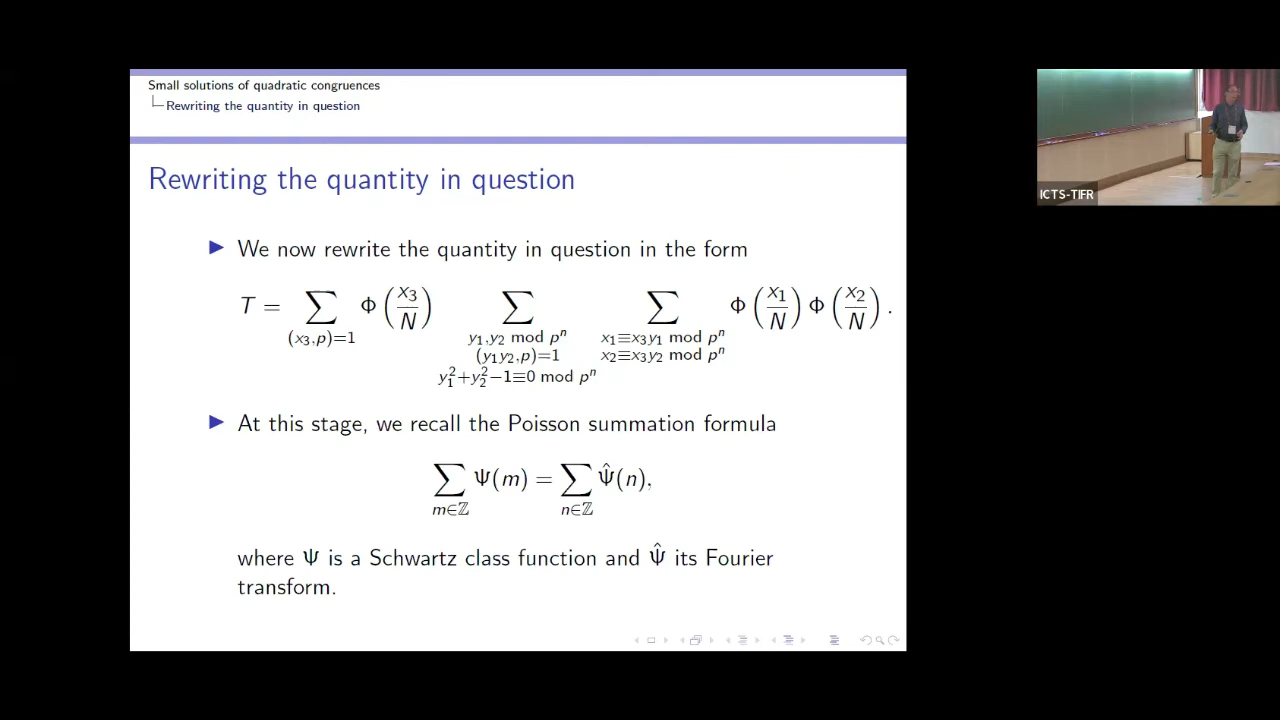 Small solutions of quadratic congruences
Rewriting the quantity in question
Rewriting the quantity in question
We now rewrite the quantity in question in the form
T = ∑_{(x_3,p)=1} Φ(x_3/N) ∑_{y_1,y_2 mod p^n, (y_1y_2,p)=1, y_1^2+y_2^2−1≡0 mod p^n} ∑_{x_1≡x_3y_1 mod p^n, x_2≡x_3y_2 mod p^n} Φ(x_1/N) Φ(x_2/N).
At this stage, we recall the Poisson summation formula
∑_{m∈ℤ} Ψ(m) = ∑_{n∈ℤ} Ψ̂(n),
where Ψ is a Schwartz class function and Ψ̂ its Fourier
transform.
ICTS-TIFR